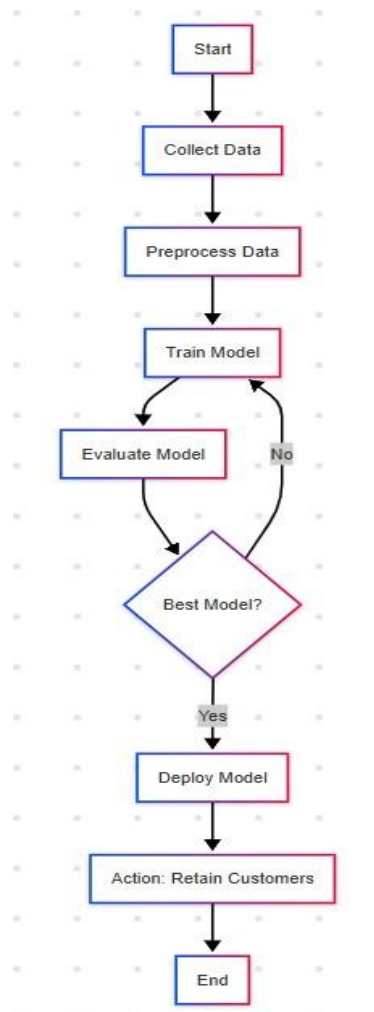 Start
Collect Data
Preprocess Data
Train Model
Evaluate Model
No
Best Model?
Yes
Deploy Model
Action: Retain Customers
End